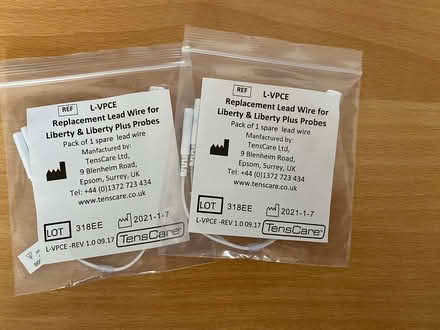 REF L-VPCE
Replacement Lead Wire for
Liberty & Liberty Plus Probes
Pack of 1 spare lead wire
Manfactured by:
TensCare Ltd,
9 Blenheim Road,
Epsom, Surrey, UK
Tel: +44 (0)1372 723 434
www.tenscare.co.uk
LOT 318EE 2021-1-7
L-VPCE -REV 1.0 09.17 TensCare
REF L-VPCE
Replacement Lead Wire for
Liberty & Liberty Plus Probes
Pack of 1 spare lead wire
Manfactured by:
TensCare Ltd,
9 Blenheim Road,
Epsom, Surrey, UK
Tel: +44 (0)1372 723 434
www.tenscare.co.uk
LOT 318EE 2021-1-7
L-VPCE -REV 1.0 09.17 TensCare